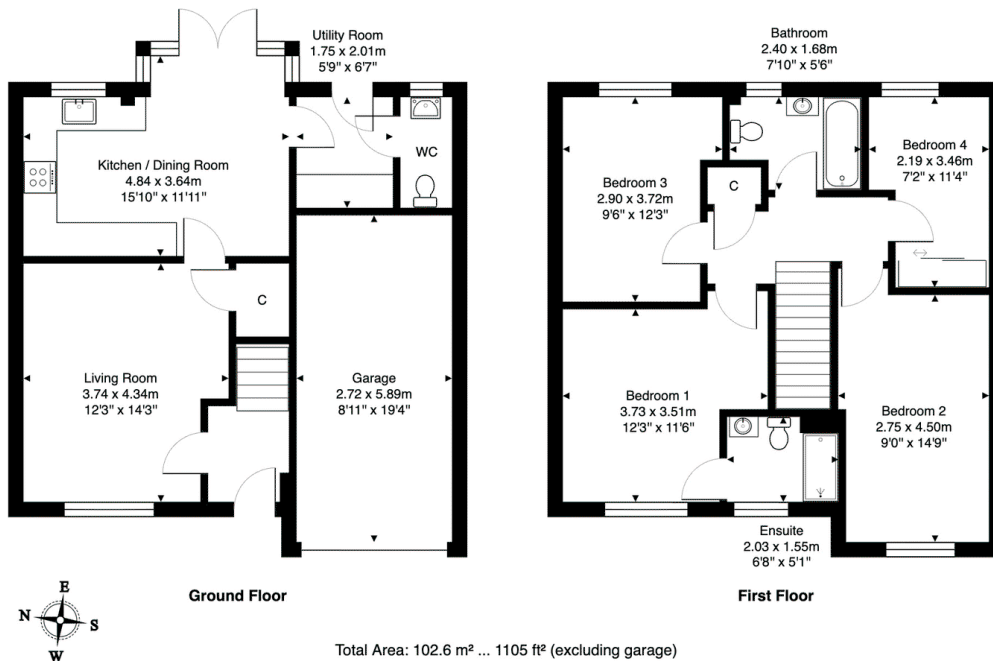 Utility Room
1.75 x 2.01m
5'9" x 6'7"
WC
Kitchen / Dining Room
4.84 x 3.64m
15'10" x 11'11"
C
Living Room
3.74 x 4.34m
12'3" x 14'3"
Garage
2.72 x 5.89m
8'11" x 19'4"
Ground Floor
Bathroom
2.40 x 1.68m
7'10" x 5'6"
Bedroom 4
2.19 x 3.46m
7'2" x 11'4"
Bedroom 3
2.90 x 3.72m
9'6" x 12'3"
C
Bedroom 1
3.73 x 3.51m
12'3" x 11'6"
Bedroom 2
2.75 x 4.50m
9'0" x 14'9"
Ensuite
2.03 x 1.55m
6'8" x 5'1"
First Floor
E
N
S
W
Total Area: 102.6 m² ... 1105 ft² (excluding garage)